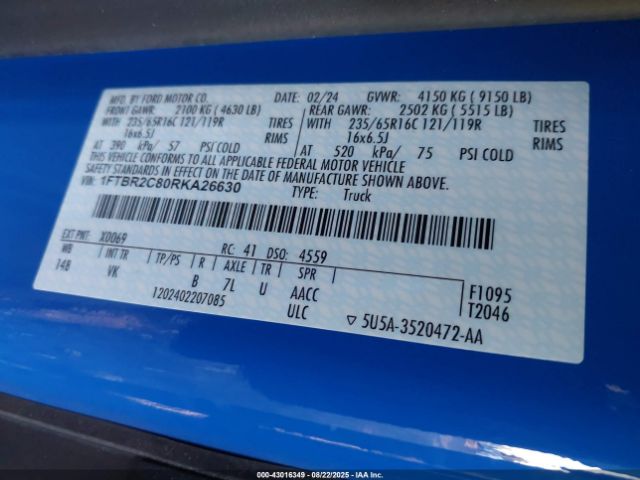 MFD. BY FORD MOTOR CO. DATE: 02/24 GVWR: 4150 KG ( 9150 LB)
FRONT GAWR: 2100 KG ( 4630 LB) REAR GAWR: 2502 KG ( 5515 LB)
WITH 235/65R16C 121/119R TIRES WITH 235/65R16C 121/119R TIRES
16x6.5J RIMS 16x6.5J RIMS
AT 390 kPa/ 57 PSI COLD AT 520 kPa/ 75 PSI COLD
THIS VEHICLE CONFORMS TO ALL APPLICABLE FEDERAL MOTOR VEHICLE
SAFETY STANDARDS IN EFFECT ON THE DATE OF MANUFACTURE SHOWN ABOVE.
VIN: 1FTBR2C80RKA26630 TYPE: Truck
EXT PNT: XD069 RC: 41 DSO: 4559
WB INT TR TP/PS R AXLE TR SPR F1095
148 VK B 7L U AACC T2046
1202402207085 ULC ▽ 5U5A-3520472-AA
000-43016349 - 08/22/2025 - IAA Inc.